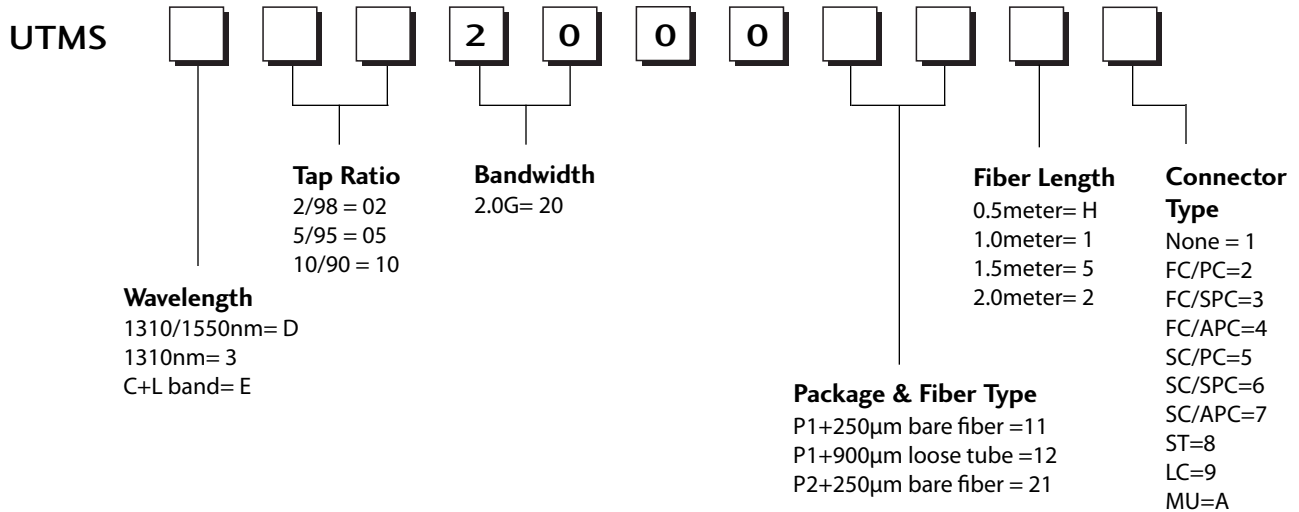 UTMS 2 0 0 0
Tap Ratio
2/98 = 02
5/95 = 05
10/90 = 10
Bandwidth
2.0G= 20
Fiber Length
0.5meter= H
1.0meter= 1
1.5meter= 5
2.0meter= 2
Connector
Type
None = 1
FC/PC=2
FC/SPC=3
FC/APC=4
SC/PC=5
SC/SPC=6
SC/APC=7
ST=8
LC=9
MU=A
Wavelength
1310/1550nm= D
1310nm= 3
C+L band= E
Package & Fiber Type
P1+250μm bare fiber =11
P1+900μm loose tube =12
P2+250μm bare fiber = 21